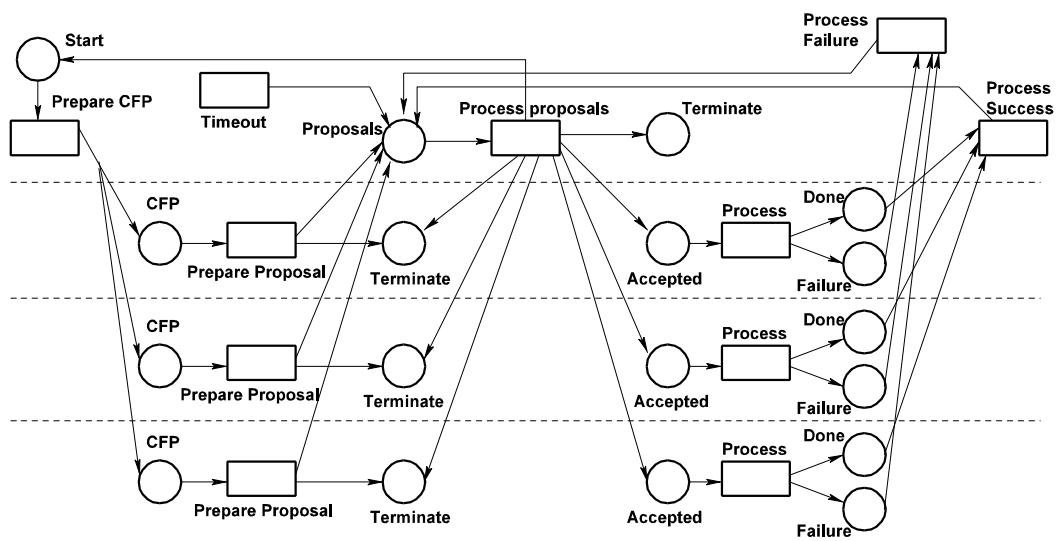 Start
Process
Failure
Prepare CFP
Timeout
Proposals
Process proposals
Terminate
Process
Success
CFP
Prepare Proposal
Terminate
Accepted
Process
Done
Failure
CFP
Prepare Proposal
Terminate
Accepted
Process
Done
Failure
CFP
Prepare Proposal
Terminate
Accepted
Process
Done
Failure